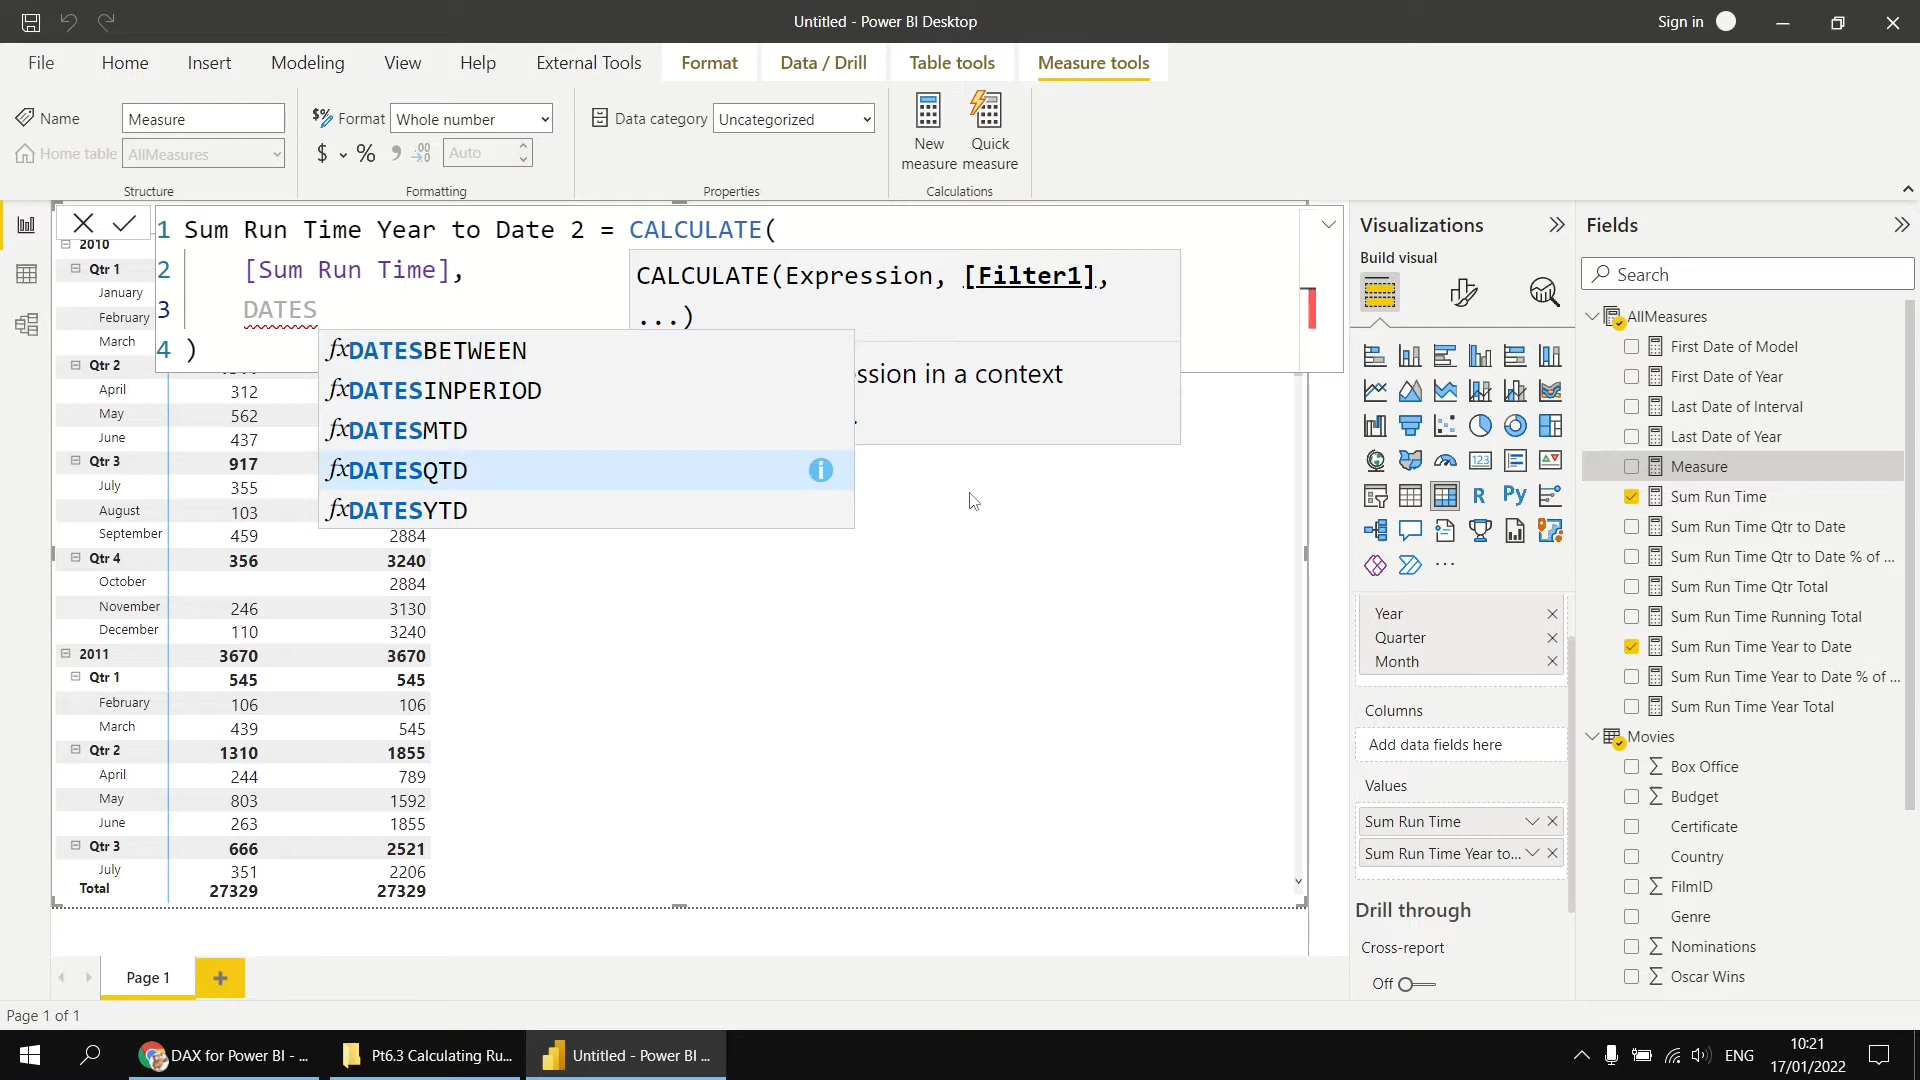 Untitled - Power BI Desktop
Sign in
File
Home
Insert
Modeling
View
Help
External Tools
Format
Data / Drill
Table tools
Measure tools
Name
Measure
Home table
AllMeasures
Structure
Format
Whole number
$ % 9 .00
Auto
Formatting
Data category
Uncategorized
Properties
New
measure
Quick
measure
Calculations
1 Sum Run Time Year to Date 2 = CALCULATE(
2 [Sum Run Time],
3 DATES
4 )
CALCULATE(Expression, [Filter1],
...)
ssion in a context
.
fxDATESBETWEEN
fxDATESINPERIOD
fxDATESMTD
fxDATESQTD
fxDATESYTD
2010
Qtr 1
January
February
March
Qtr 2
April 312
May 562
June 437
Qtr 3 917
July 355
August 103
September 459 2884
Qtr 4 356 3240
October 2884
November 246 3130
December 110 3240
2011 3670 3670
Qtr 1 545 545
February 106 106
March 439 545
Qtr 2 1310 1855
April 244 789
May 803 1592
June 263 1855
Qtr 3 666 2521
July 351 2206
Total 27329 27329
Page 1
+
Page 1 of 1
Visualizations
Build visual
123
R
Py
...
Year
Quarter
Month
Columns
Add data fields here
Values
Sum Run Time
Sum Run Time Year to...
Drill through
Cross-report
Off
Fields
Search
AllMeasures
First Date of Model
First Date of Year
Last Date of Interval
Last Date of Year
Measure
Sum Run Time
Sum Run Time Qtr to Date
Sum Run Time Qtr to Date % of ...
Sum Run Time Qtr Total
Sum Run Time Running Total
Sum Run Time Year to Date
Sum Run Time Year to Date % of ...
Sum Run Time Year Total
Movies
Box Office
Budget
Certificate
Country
FilmID
Genre
Nominations
Oscar Wins
DAX for Power BI - ...
Pt6.3 Calculating Ru...
Untitled - Power BI ...
ENG
10:21
17/01/2022